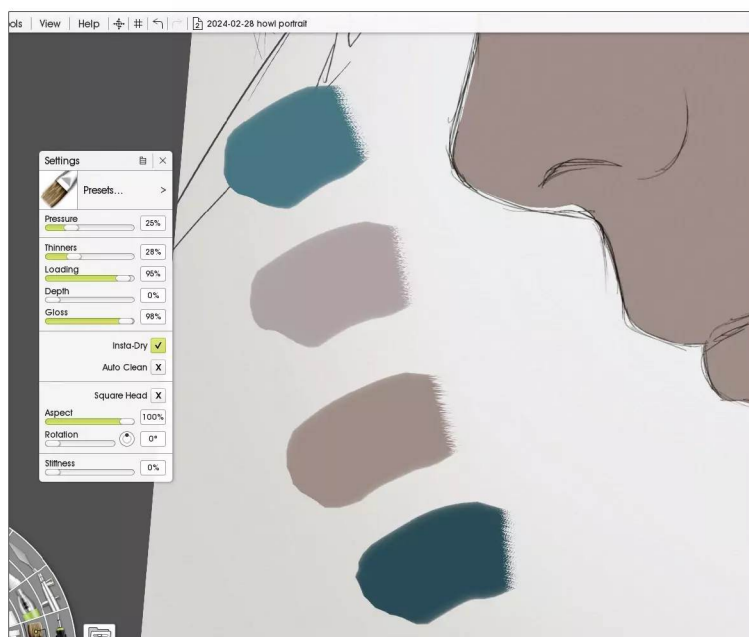 ols View Help 2 2024-02-28 howl portrait
Settings
Presets... >
Pressure 25%
Thinners 28%
Loading 95%
Depth 0%
Gloss 98%
Insta-Dry
Auto Clean X
Square Head X
Aspect 100%
Rotation 0°
Stiffness 0%